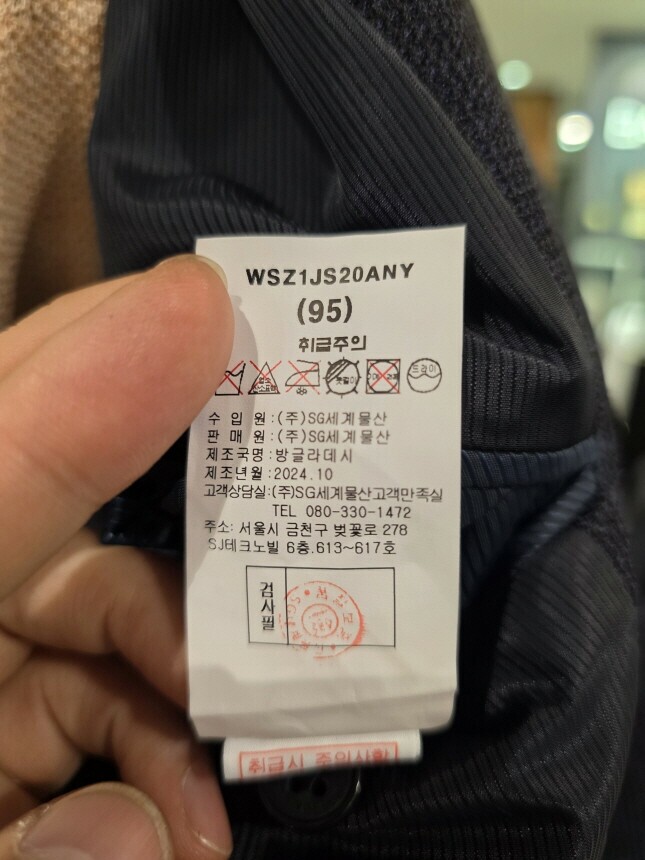 WSZ1JS20ANY
(95)
취급주의
드라이
수 입 원 :(주)SG세계물산
판 매 원 :(주)SG세계물산
제조국명 :방글라데시
제조년월 :2024.10
고객상담실:(주)SG세계물산고객만족실
TEL 080-330-1472
주소: 서울시 금천구 벚꽃로 278
SJ테크노빌 6층.613~617호
검사필
취급시 주의사항